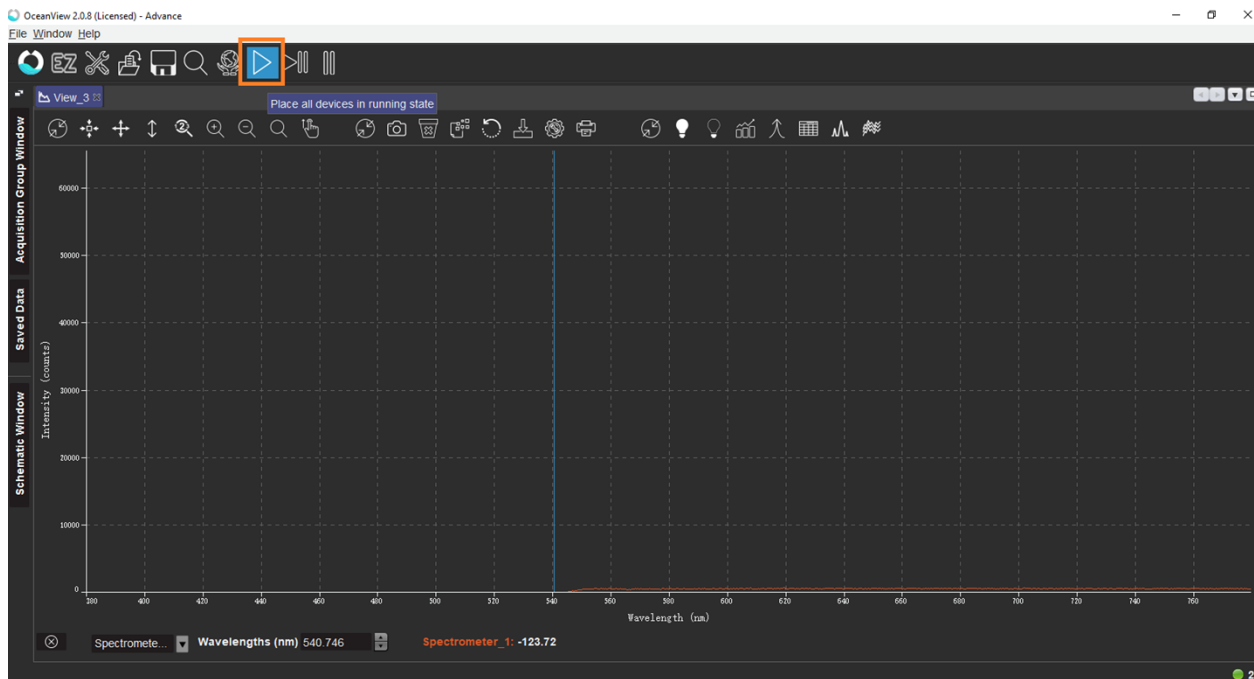 OceanView 2.0.8 (Licensed) - Advance
File Window Help
EZ
View_3
Place all devices in running state
Acquisition Group Window
Saved Data
Schematic Window
Intensity (counts)
60000
50000
40000
30000
20000
10000
0
380 400 420 440 460 480 500 520 540 560 580 600 620 640 660 680 700 720 740 760
Wavelength (nm)
Spectromete... Wavelengths (nm) 540.746 Spectrometer_1: -123.72
2